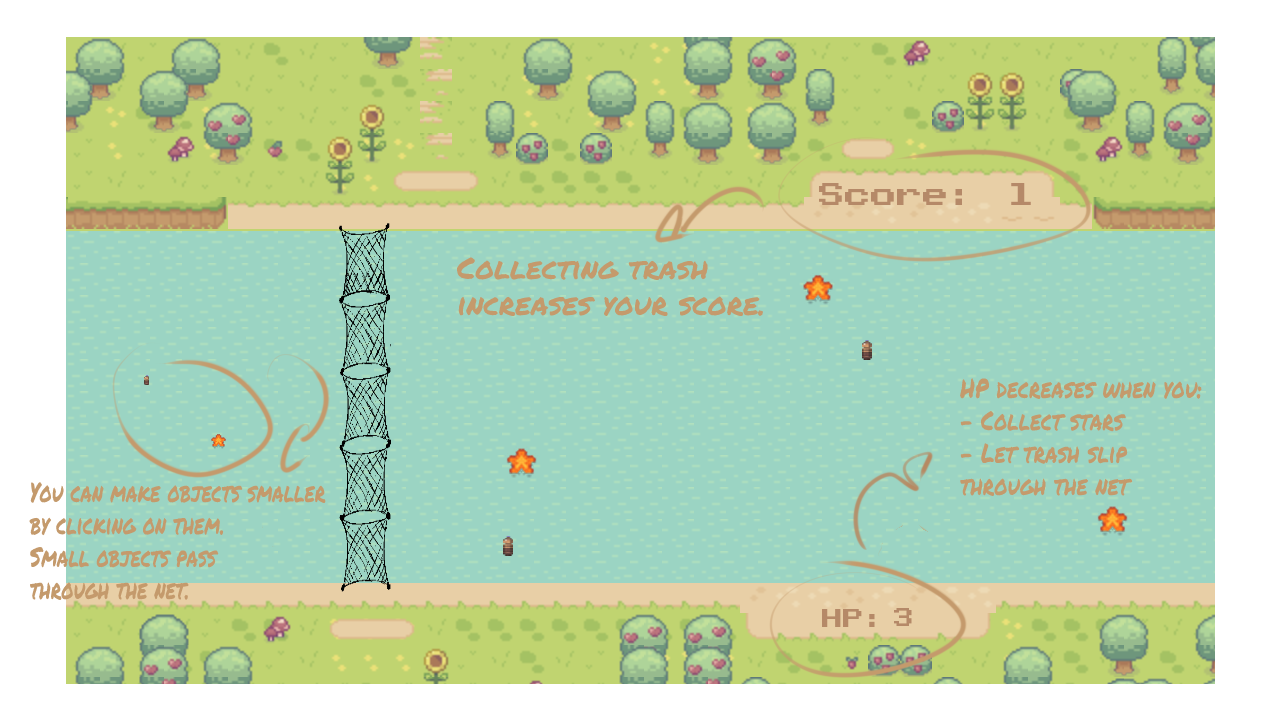 Score: 1
Collecting trash
increases your score.
HP decreases when you:
- Collect stars
- Let trash slip
through the net
You can make objects smaller
by clicking on them.
Small objects pass
through the net.
HP: 3